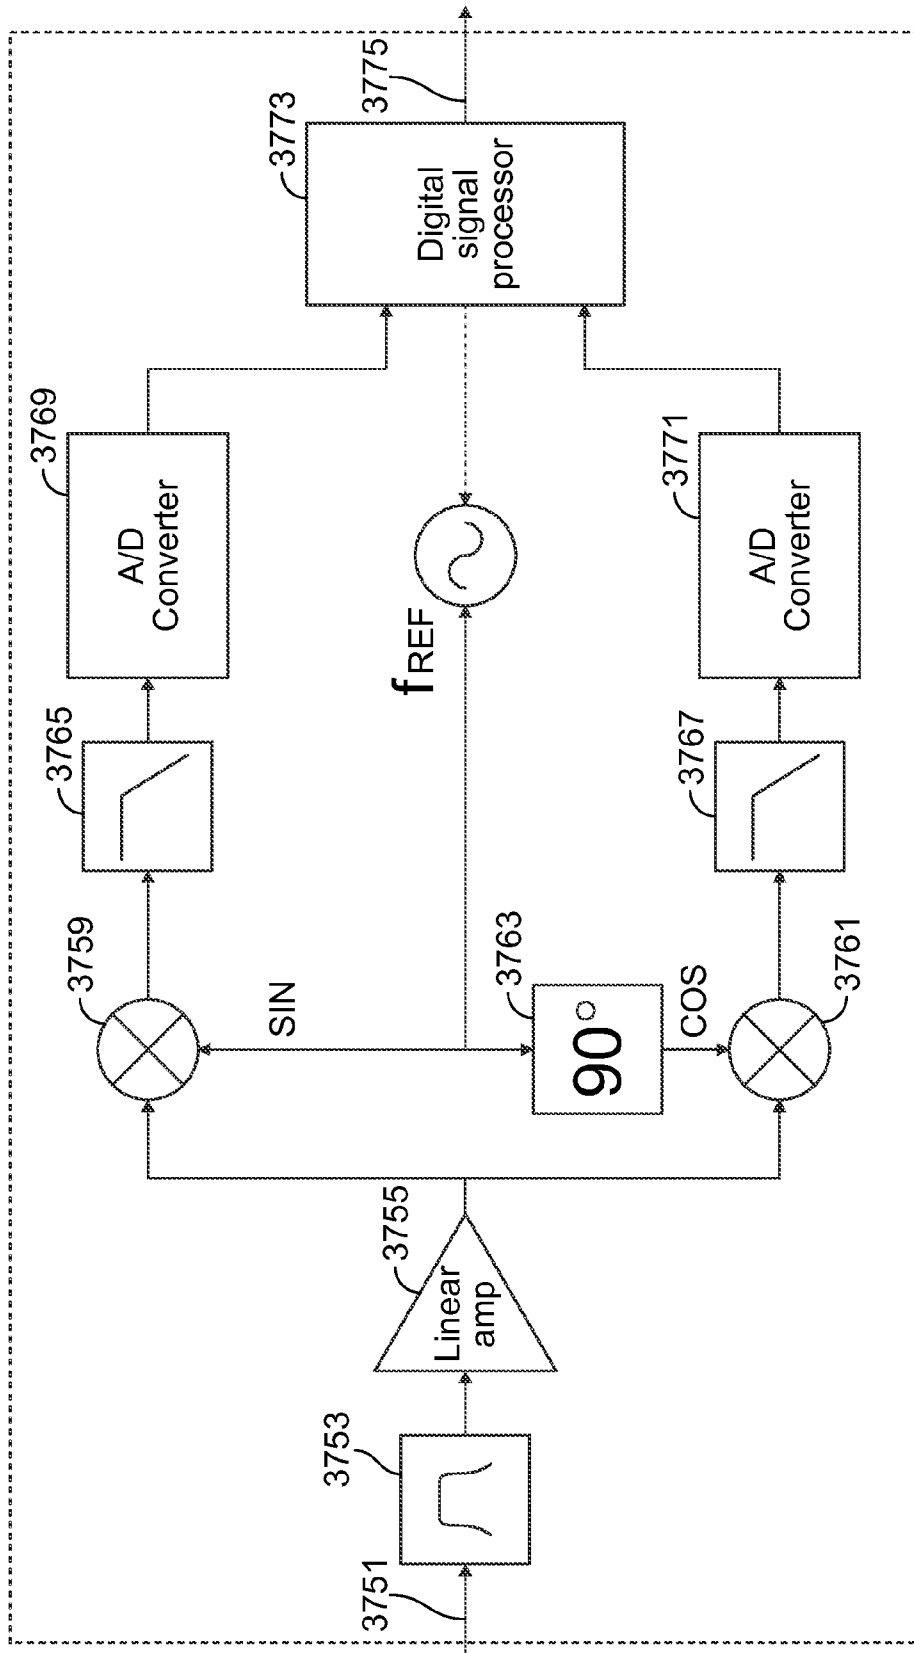 3751
3753
Linear
amp
3755
3759
SIN
3763
90°
COS
3761
3765
3767
fREF
3769
A/D
Converter
3771
A/D
Converter
3773
Digital
signal
processor
3775